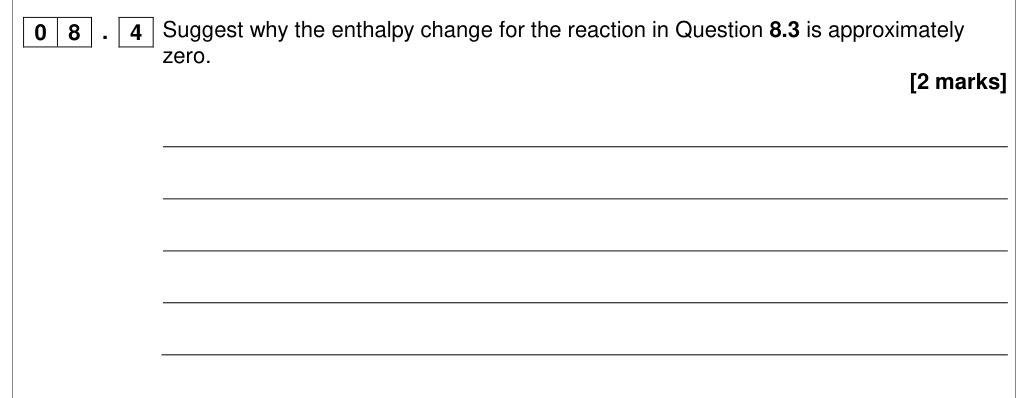 0 8 . 4 Suggest why the enthalpy change for the reaction in Question 8.3 is approximately
zero.
[2 marks]